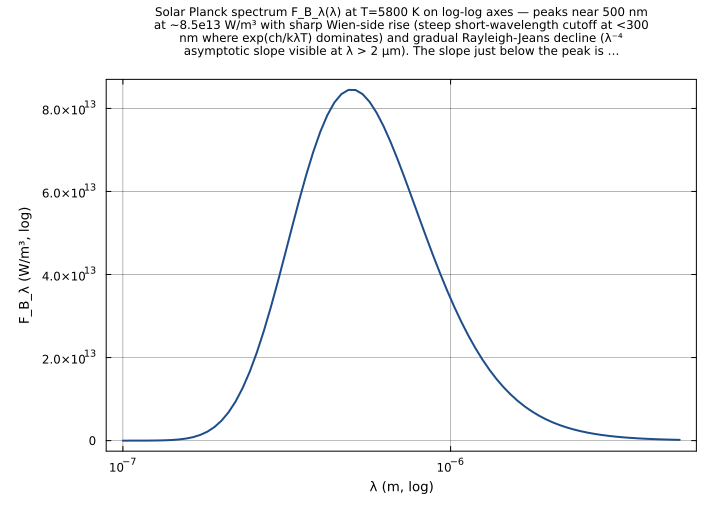 Solar Planck spectrum F_B_λ(λ) at T=5800 K on log-log axes — peaks near 500 nm
at ~8.5e13 W/m³ with sharp Wien-side rise (steep short-wavelength cutoff at <300
nm where exp(ch/kλT) dominates) and gradual Rayleigh-Jeans decline (λ⁻⁴
asymptotic slope visible at λ > 2 μm). The slope just below the peak is ...
8.0×10¹³
6.0×10¹³
4.0×10¹³
2.0×10¹³
0
F_B_λ (W/m³, log)
10⁻⁷
10⁻⁶
λ (m, log)